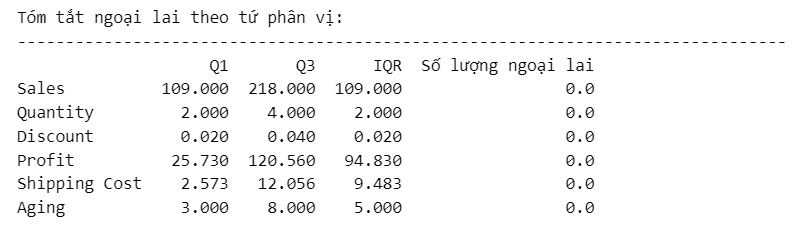 Tóm tắt ngoại lai theo tứ phân vị:
--------------------------------------------------------------------------------
Q1 Q3 IQR Số lượng ngoại lai
Sales 109.000 218.000 109.000 0.0
Quantity 2.000 4.000 2.000 0.0
Discount 0.020 0.040 0.020 0.0
Profit 25.730 120.560 94.830 0.0
Shipping Cost 2.573 12.056 9.483 0.0
Aging 3.000 8.000 5.000 0.0